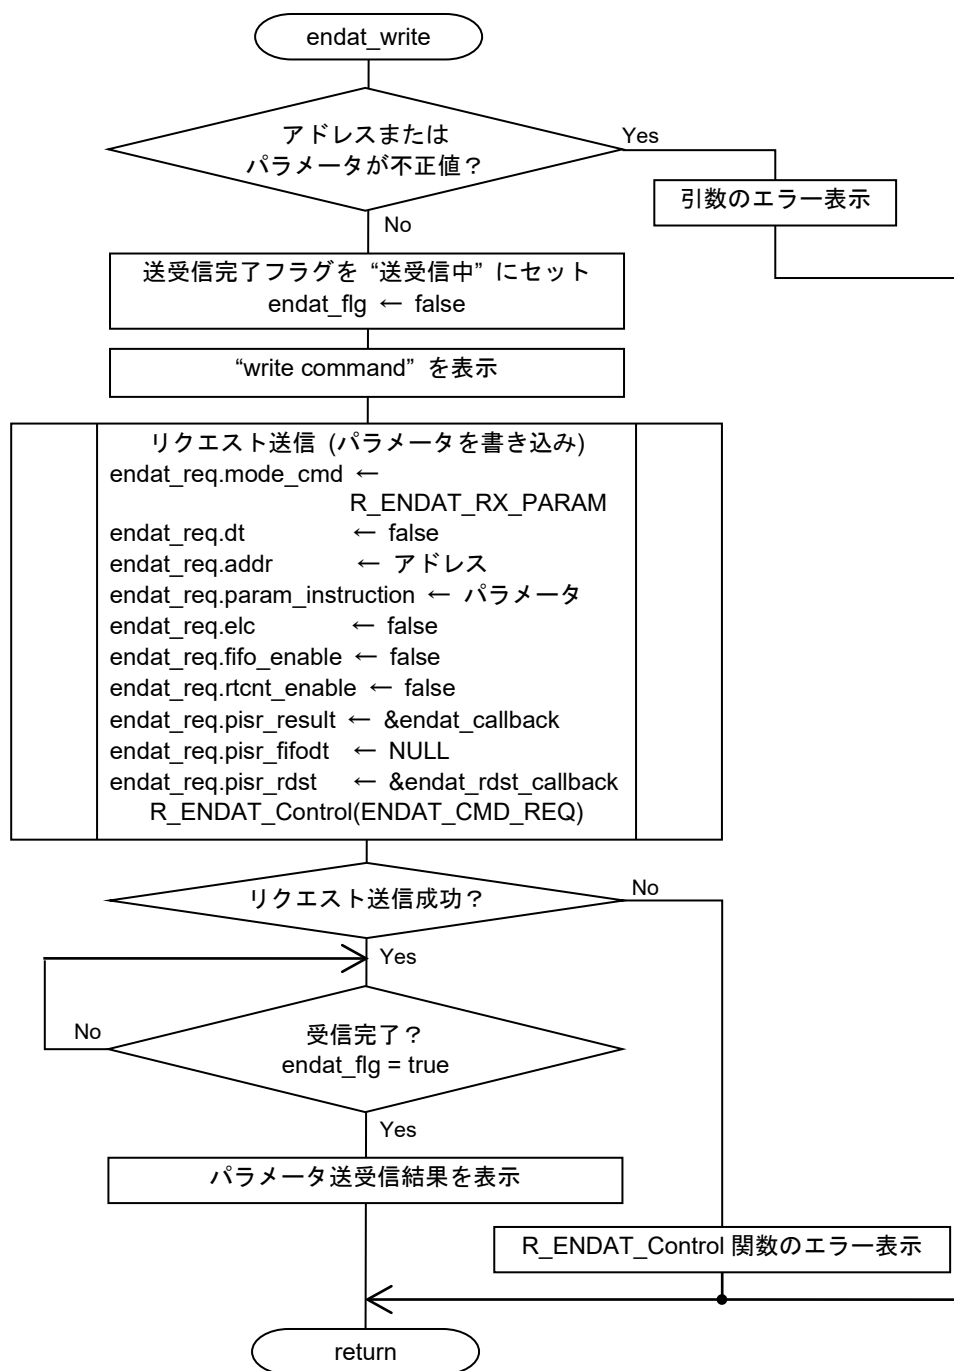 endat_write
アドレスまたは
パラメータが不正値？
Yes
引数のエラー表示
No
送受信完了フラグを “送受信中” にセット
endat_flg ← false
“write command” を表示
リクエスト送信 (パラメータを書き込み)
endat_req.mode_cmd ←
R_ENDAT_RX_PARAM
endat_req.dt ← false
endat_req.addr ← アドレス
endat_req.param_instruction ← パラメータ
endat_req.elc ← false
endat_req.fifo_enable ← false
endat_req.rtcnt_enable ← false
endat_req.pisr_result ← &endat_callback
endat_req.pisr_fifodt ← NULL
endat_req.pisr_rdst ← &endat_rdst_callback
R_ENDAT_Control(ENDAT_CMD_REQ)
リクエスト送信成功？
No
Yes
No
受信完了？
endat_flg = true
Yes
パラメータ送受信結果を表示
R_ENDAT_Control 関数のエラー表示
return